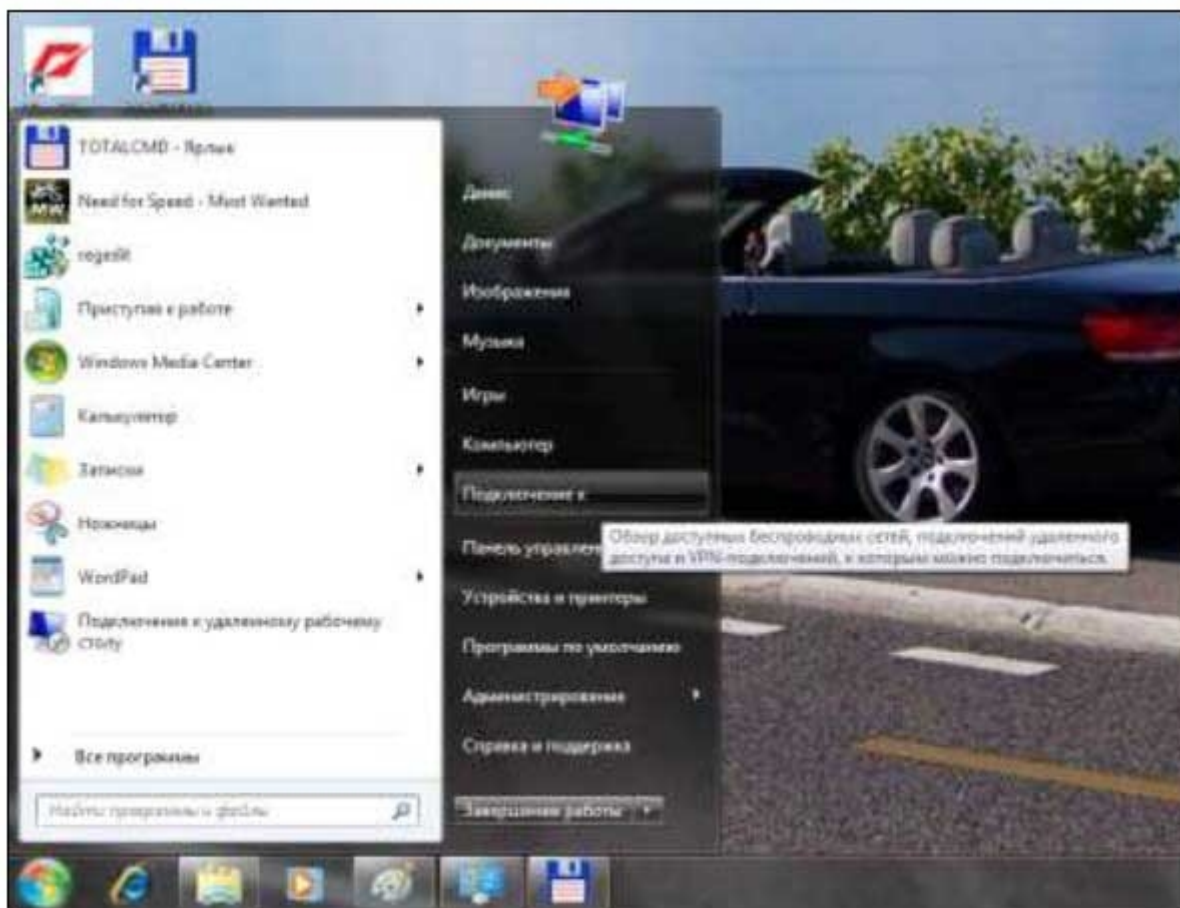 TOTALCMD - Ярлык
Need for Speed - Most Wanted
regedit
Приступая к работе
Windows Media Center
Калькулятор
Записки
Ножницы
WordPad
Подключение к удаленному рабочему
столу
Все программы
Найти программы и файлы
Денис
Документы
Изображения
Музыка
Игры
Компьютер
Подключение к
Обзор доступных беспроводных сетей, подключений удаленного
доступа и VPN-подключений, к которым можно подключиться.
Панель управлен
Устройства и принтеры
Программы по умолчанию
Администрирование
Справка и поддержка
Завершение работы